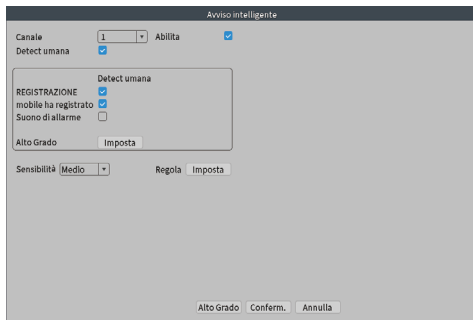 Avviso intelligente
Canale 1 Abilita
Detect umana
Detect umana
REGISTRAZIONE
mobile ha registrato
Suono di allarme
Alto Grado Imposta
Sensibilità Medio Regola Imposta
Alto Grado Conferm. Annulla